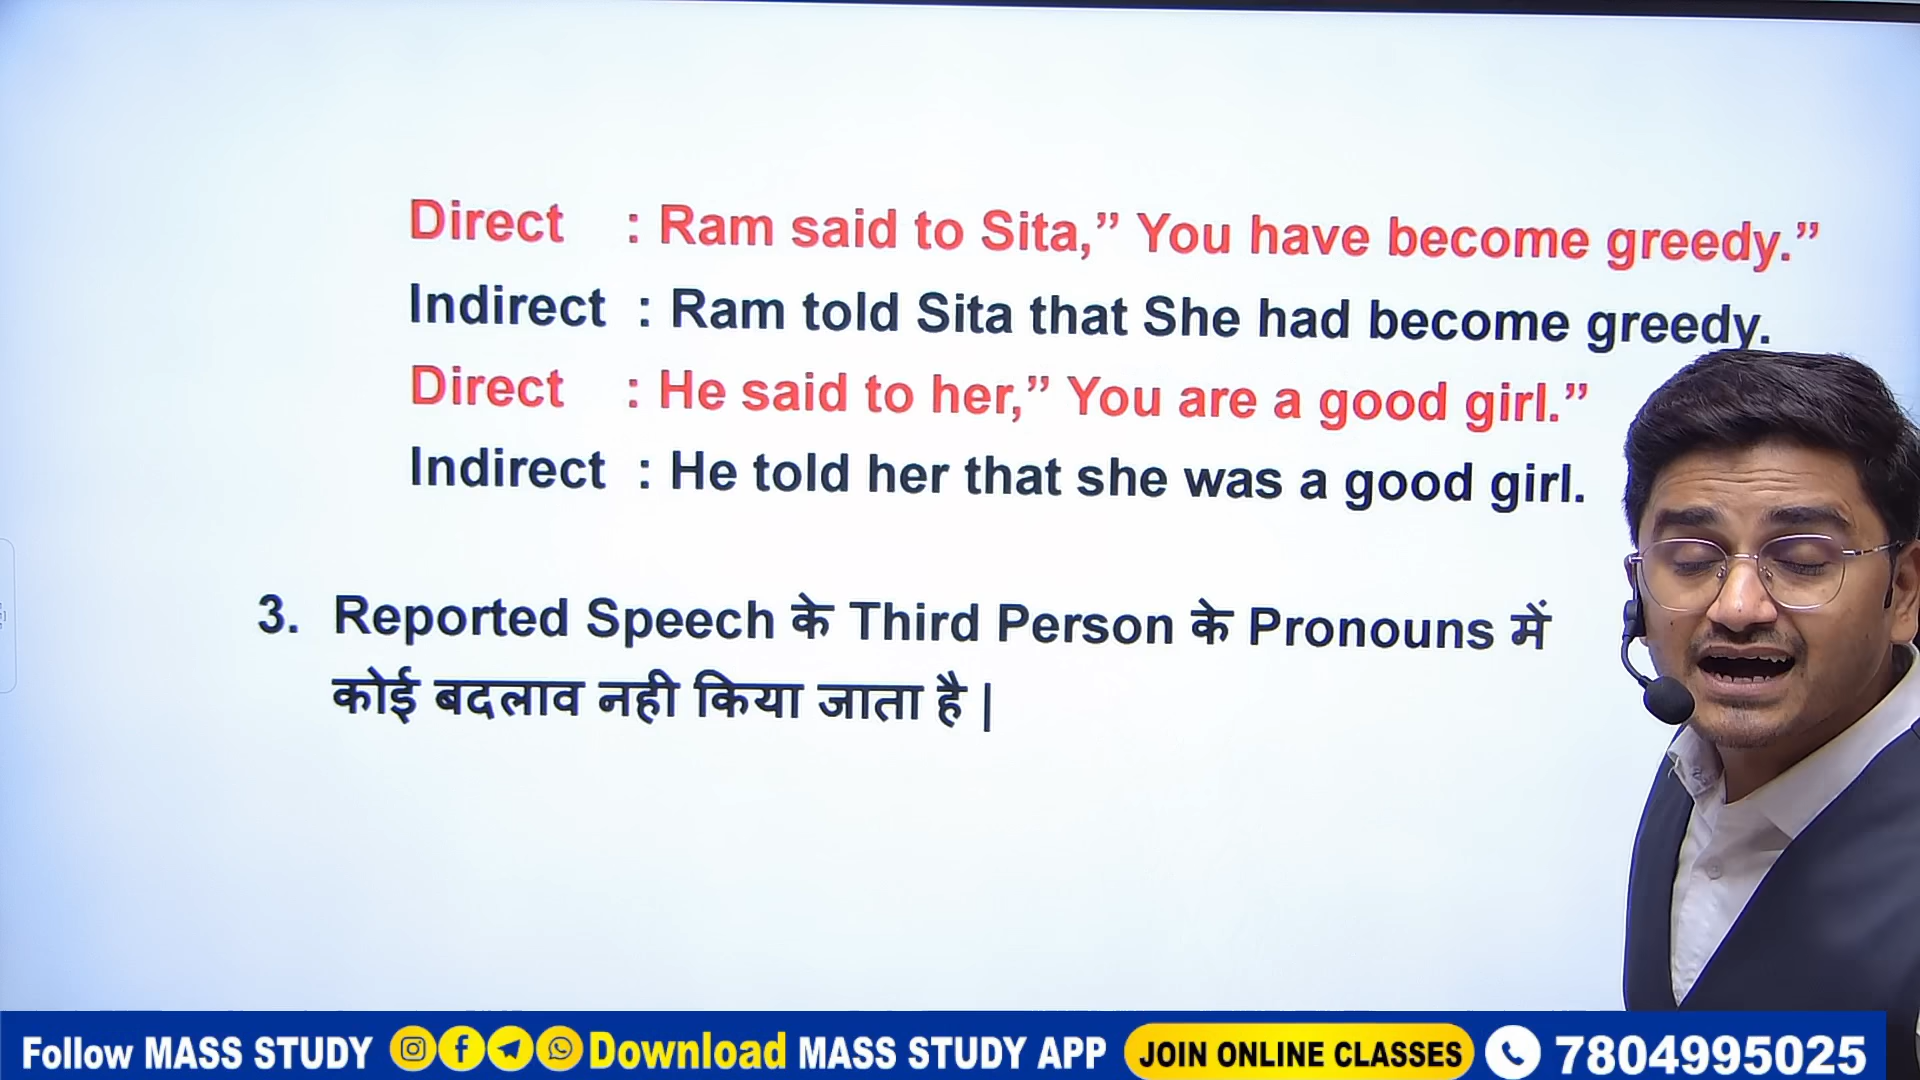 Direct : Ram said to Sita,” You have become greedy.”
Indirect : Ram told Sita that She had become greedy.
Direct : He said to her,” You are a good girl.”
Indirect : He told her that she was a good girl.
3. Reported Speech के Third Person के Pronouns में
कोई बदलाव नही किया जाता है |
Follow MASS STUDY Download MASS STUDY APP JOIN ONLINE CLASSES 7804995025